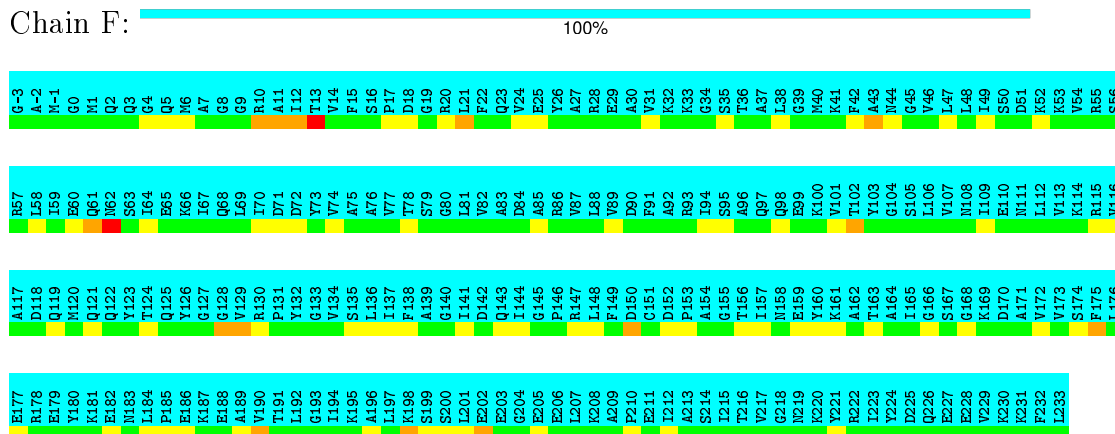 Chain F:
100%
G-3 A-2 M-1 G0 M1 Q2 Q3 G4 Q5 M6 A7 G8 G9 R10 A11 I12 T13 V14 F15 S16 P17 D18 G19 R20 L21 F22 Q23 V24 E25 Y26 A27 R28 E29 A30 V31 K32 K33 G34 S35 T36 A37 L38 G39 M40 K41 F42 A43 N44 G45 V46 L47 L48 I49 S50 D51 K52 K53 V54 R55
R57 L58 I59 E60 Q61 N62 S63 I64 E65 K66 I67 Q68 L69 I70 D71 D72 Y73 V74 A75 A76 V77 T78 S79 G80 L81 V82 A83 D84 A85 R86 V87 L88 V89 D90 F91 A92 R93 I94 S95 A96 Q97 Q98 E99 K100 V101 T102 Y103 G104 S105 L106 V107 N108 I109 E110 N111 L112 V113 K114 R115
A117 D118 Q119 M120 Q121 Q122 Y123 T124 Q125 Y126 G127 G128 V129 R130 P131 Y132 G133 V134 S135 L136 I137 F138 A139 G140 I141 D142 Q143 I144 G145 P146 R147 L148 F149 D150 C151 D152 P153 A154 G155 T156 I157 N158 E159 Y160 K161 A162 T163 A164 I165 G166 S167 G168 K169 D170 A171 V172 V173 S174 F175
E177 R178 E179 Y180 K181 E182 N183 L184 P185 E186 K187 E188 A189 V190 T191 L192 G193 I194 K195 A196 L197 K198 S199 S200 L201 E202 E203 G204 E205 E206 L207 K208 A209 P210 E211 I212 A213 S214 I215 T216 V217 G218 N219 K220 Y221 R222 I223 Y224 D225 Q226 E227 E228 V229 K230 K231 F232 L233